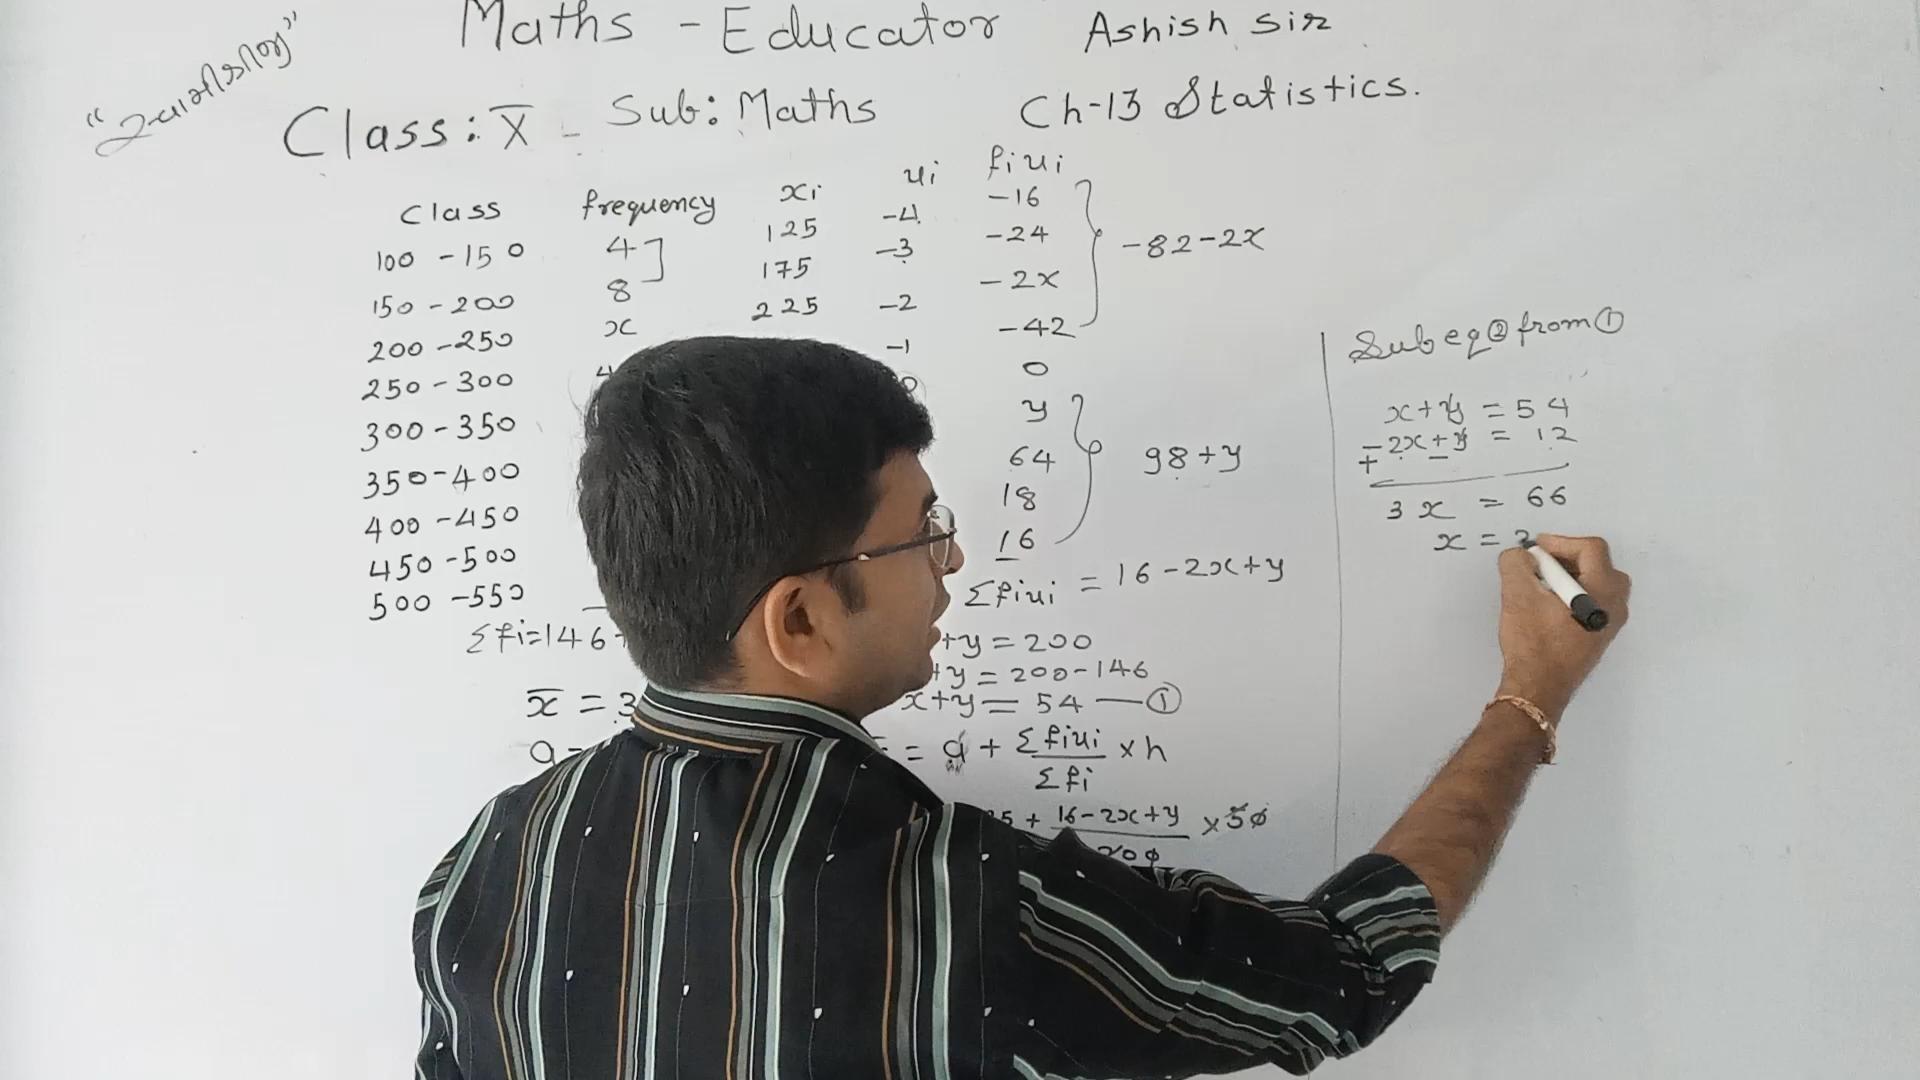 Maths - Educator Ashish sir
Class: X - Sub: Maths Ch-13 Statistics.
Class frequency xi ui fiui
100 - 150 4 125 -4 -16
150 - 200 8 175 -3 -24
200 - 250 x 225 -2 -2x
250 - 300 4 -1 -42
300 - 350 0 0
350 - 400 y
400 - 450 64
450 - 500 18
500 - 550 16
-82-2x
98+y
Σfiui = 16-2x+y
Σfi=146+
+y = 200
+y = 200-146
x̄ = 3
x+y = 54 — ①
a =
= a + Σfiui/Σfi × h
5 + 16-2x+y/200 × 50
Sub eq ② from ①
x+y = 54
-2x+y = 12
+ - -
3x = 66
x = 2